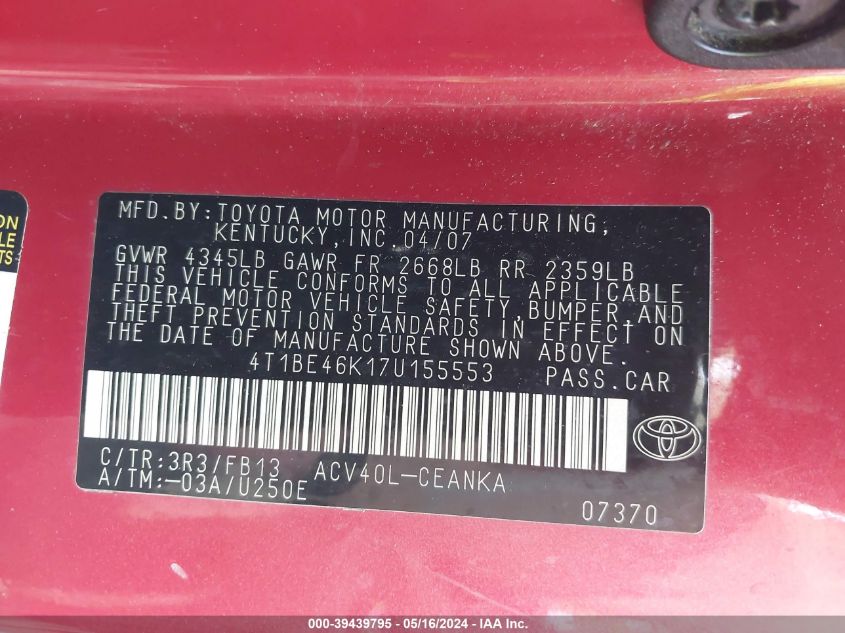 ON
LE
TS
MFD.BY:TOYOTA MOTOR MANUFACTURING,
KENTUCKY,INC.04/07
GVWR 4345LB GAWR FR 2668LB RR 2359LB
THIS VEHICLE CONFORMS TO ALL APPLICABLE
FEDERAL MOTOR VEHICLE SAFETY,BUMPER,AND
THEFT PREVENTION STANDARDS IN EFFECT ON
THE DATE OF MANUFACTURE SHOWN ABOVE.
4T1BE46K17U155553 PASS.CAR
C/TR:3R3/FB13 ACV40L-CEANKA
A/TM:-03A/U250E
07370
000-39439795 - 05/16/2024 - IAA Inc.